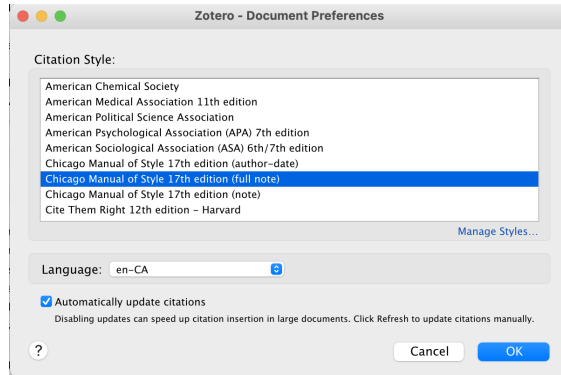 Zotero - Document Preferences
Citation Style:
American Chemical Society
American Medical Association 11th edition
American Political Science Association
American Psychological Association (APA) 7th edition
American Sociological Association (ASA) 6th/7th edition
Chicago Manual of Style 17th edition (author-date)
Chicago Manual of Style 17th edition (full note)
Chicago Manual of Style 17th edition (note)
Cite Them Right 12th edition – Harvard
Manage Styles...
Language: en-CA
Automatically update citations
Disabling updates can speed up citation insertion in large documents. Click Refresh to update citations manually.
? Cancel OK